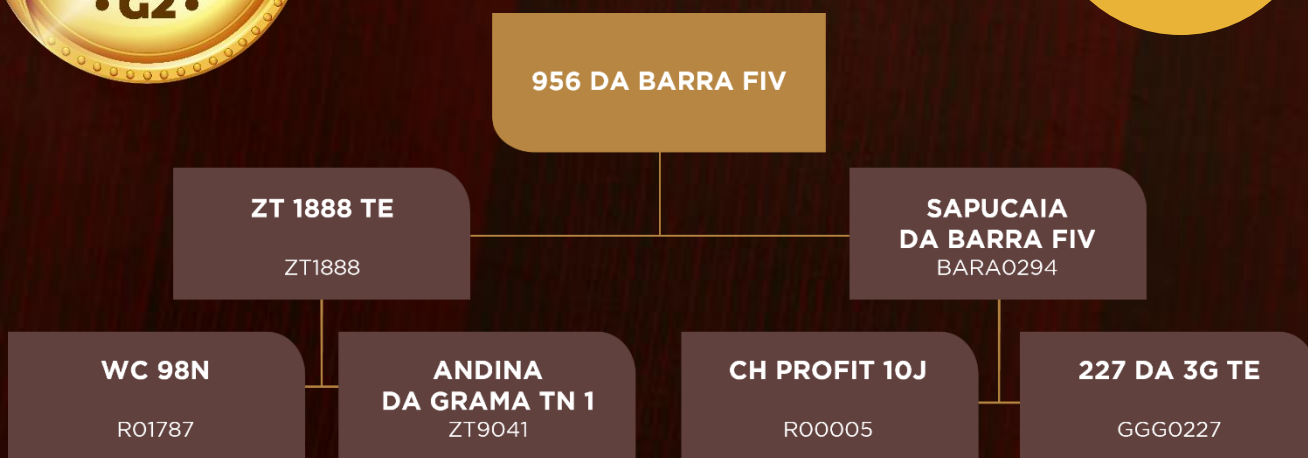 • G2 •
956 DA BARRA FIV
ZT 1888 TE
ZT1888
SAPUCAIA
DA BARRA FIV
BARA0294
WC 98N
R01787
ANDINA
DA GRAMA TN 1
ZT9041
CH PROFIT 10J
R00005
227 DA 3G TE
GGG0227